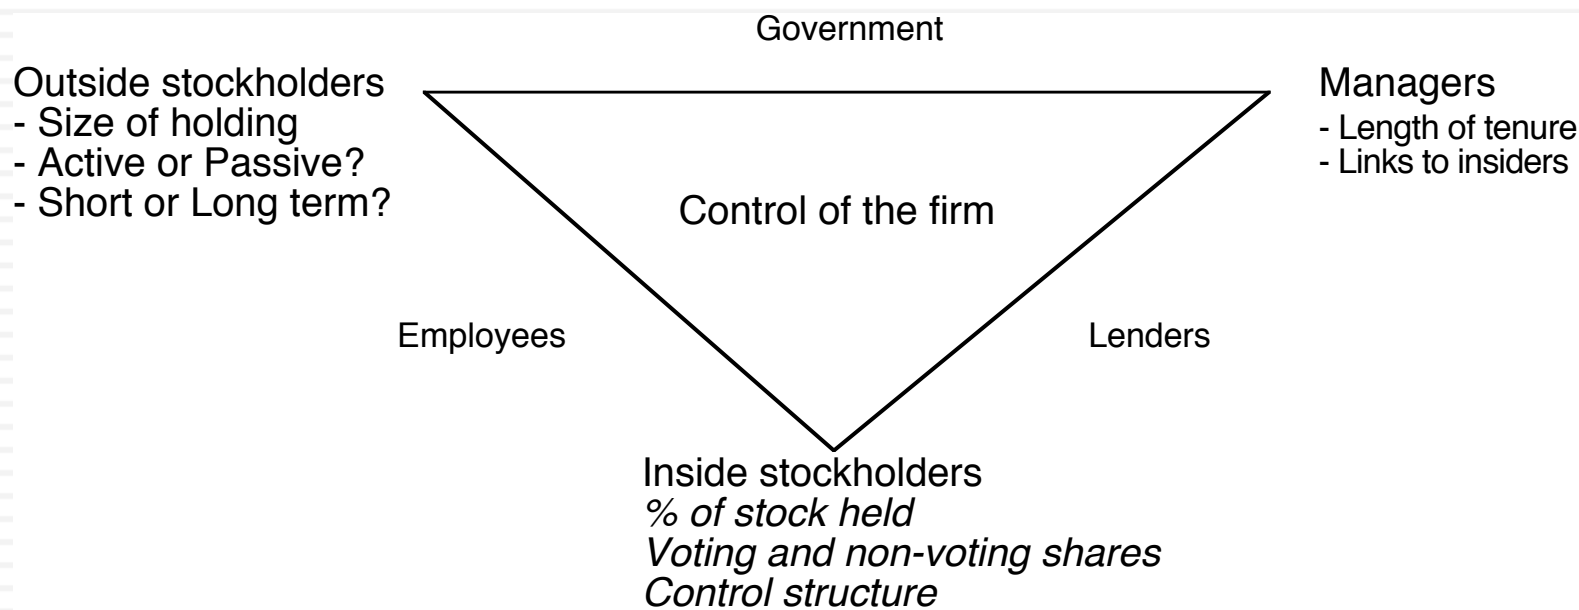 Government
Outside stockholders
- Size of holding
- Active or Passive?
- Short or Long term?
Managers
- Length of tenure
- Links to insiders
Control of the firm
Employees
Lenders
Inside stockholders
% of stock held
Voting and non-voting shares
Control structure